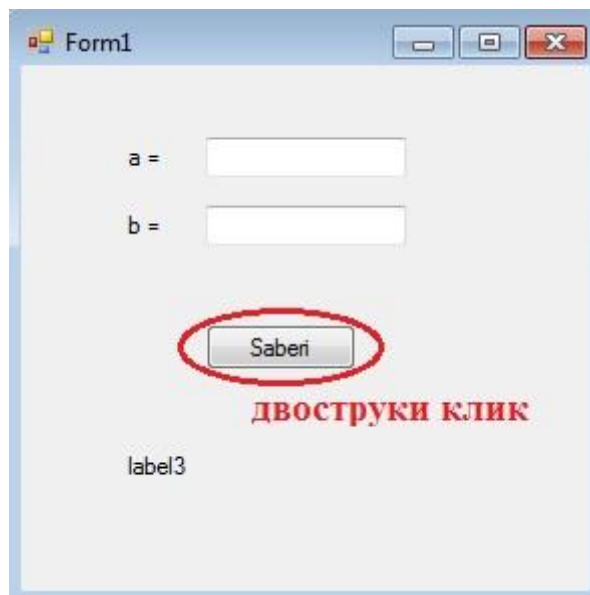 Form1
a =
b =
Saberi
двоструки клик
label3